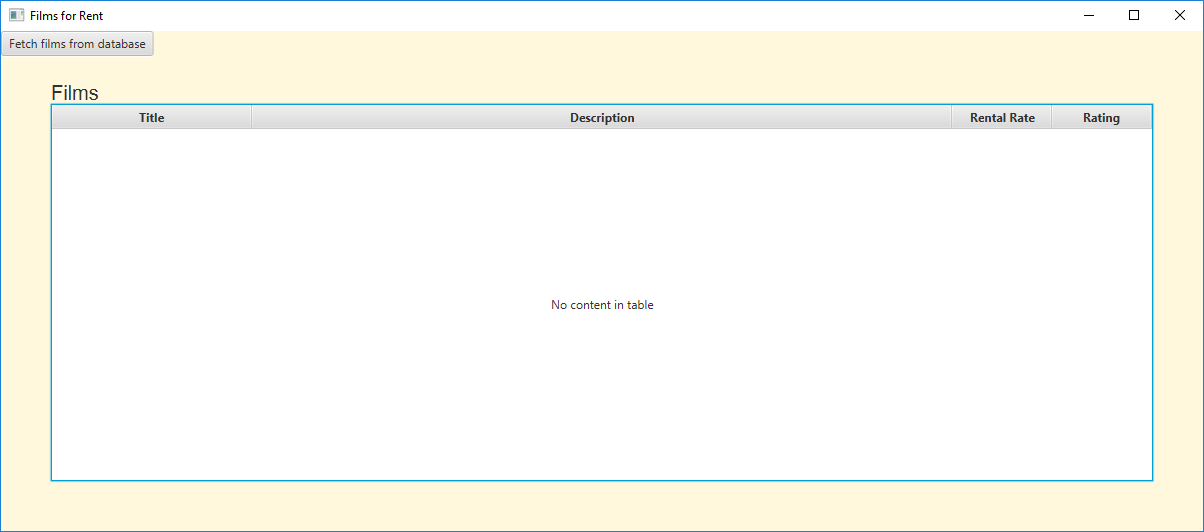 Films for Rent
Fetch films from database
Films
Title Description Rental Rate Rating
No content in table